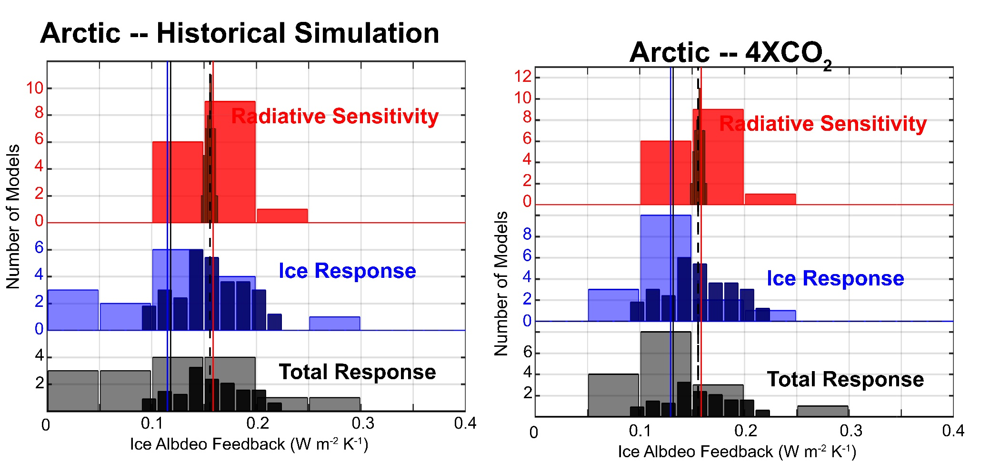 Arctic -- Historical Simulation
10
8
6
4
2
0
6
4
2
0
4
2
Number of Models
Radiative Sensitivity
Ice Response
Total Response
0 0.1 0.2 0.3 0.4
Ice Albdeo Feedback (W m-2 K-1)
Arctic -- 4XCO2
12
10
8
6
4
2
0
8
6
4
2
0
6
4
2
Number of Models
Radiative Sensitivity
Ice Response
Total Response
0 0.1 0.2 0.3 0.4
Ice Albdeo Feedback (W m-2 K-1)